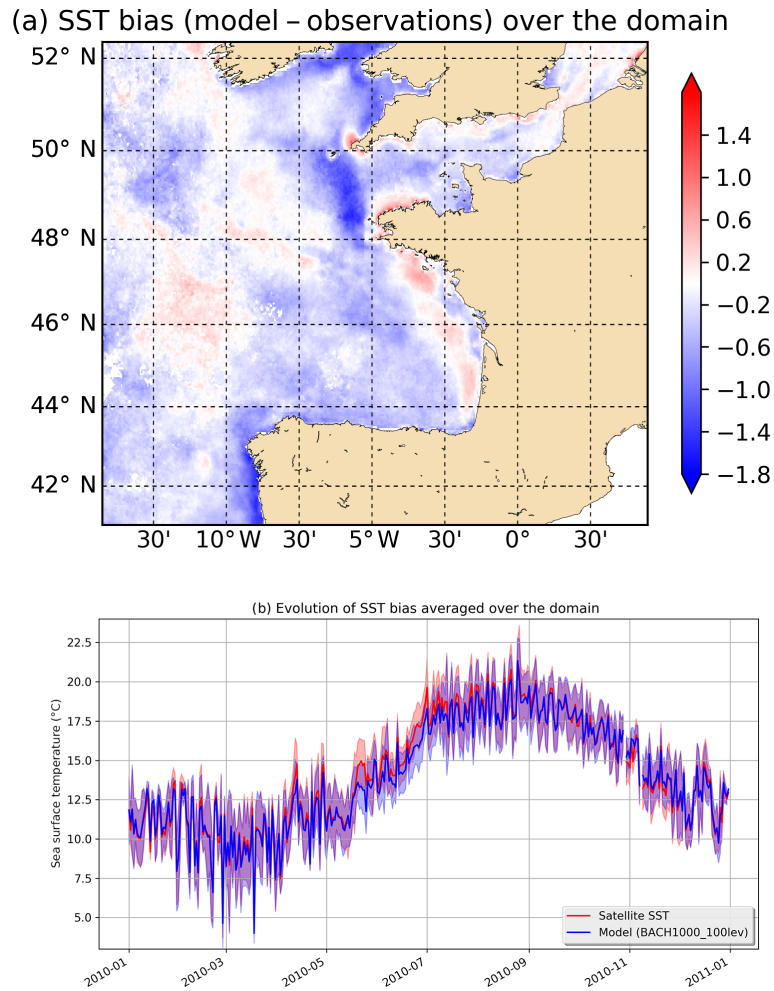 (a) SST bias (model – observations) over the domain
52° N
50° N
48° N
46° N
44° N
42° N
30' 10° W 30' 5° W 30' 0° 30'
1.4
1.0
0.6
0.2
−0.2
−0.6
−1.0
−1.4
−1.8
(b) Evolution of SST bias averaged over the domain
Sea surface temperature (°C)
22.5
20.0
17.5
15.0
12.5
10.0
7.5
5.0
Satellite SST
Model (BACH1000_100lev)
2010-01 2010-03 2010-05 2010-07 2010-09 2010-11 2011-01